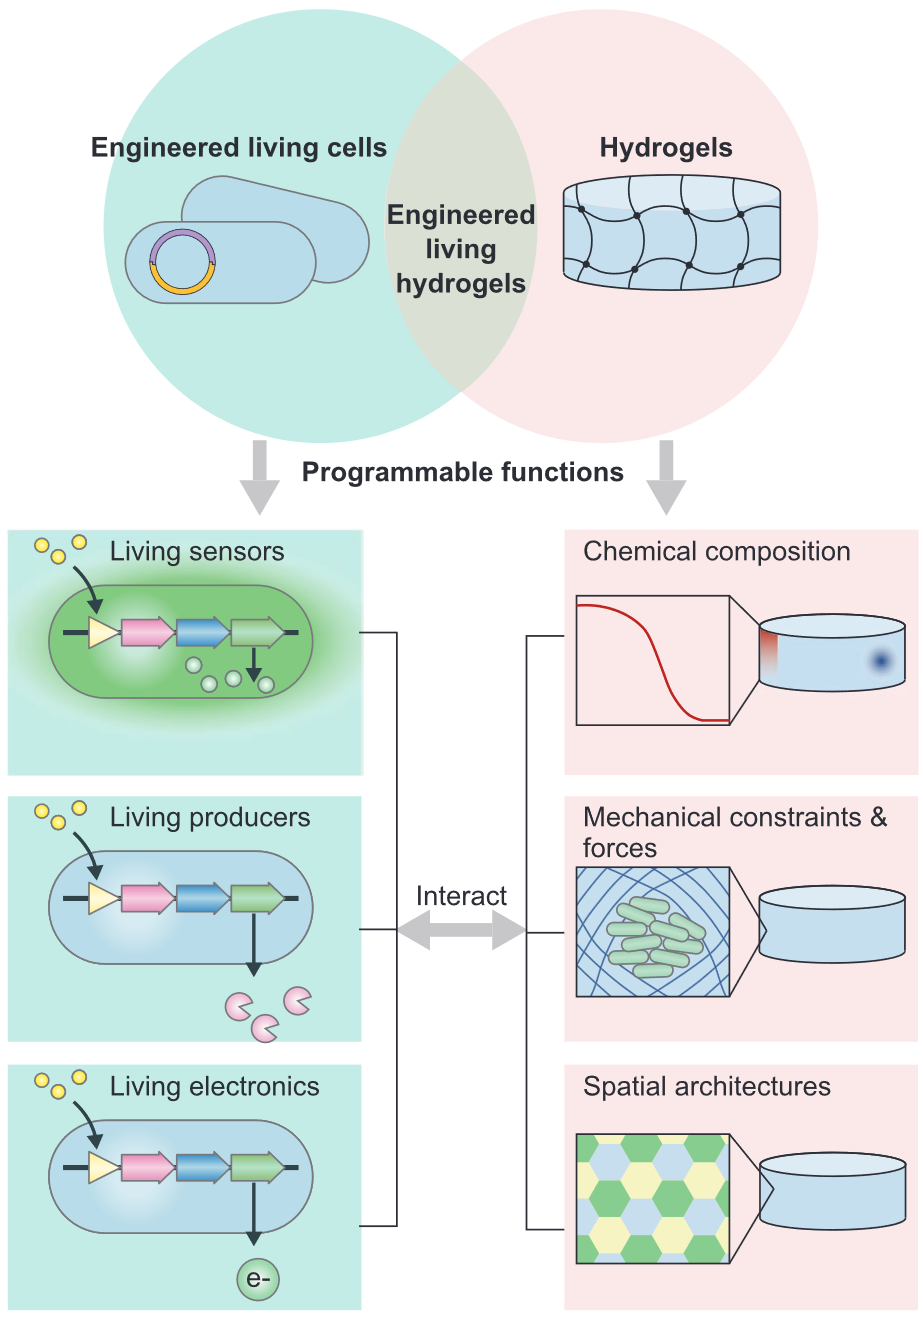 Engineered living cells
Hydrogels
Engineered
living
hydrogels
Programmable functions
Living sensors
Chemical composition
Living producers
Mechanical constraints &
forces
Interact
Living electronics
Spatial architectures
e-